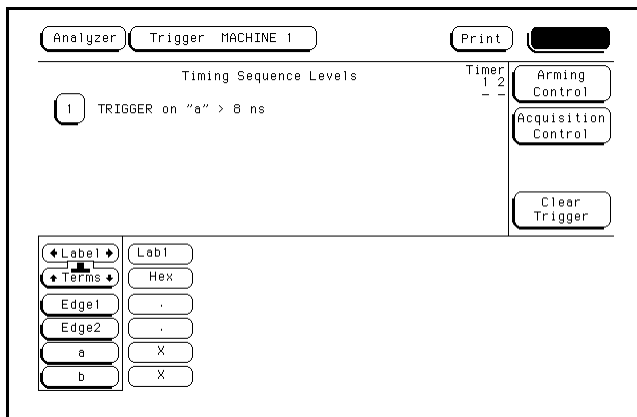 Analyzer Trigger MACHINE 1 Print
Timing Sequence Levels
Timer
1 2
_ _
1 TRIGGER on "a" > 8 ns
Arming
Control
Acquisition
Control
Clear
Trigger
Label Lab1
Terms Hex
Edge1 .
Edge2 .
a X
b X